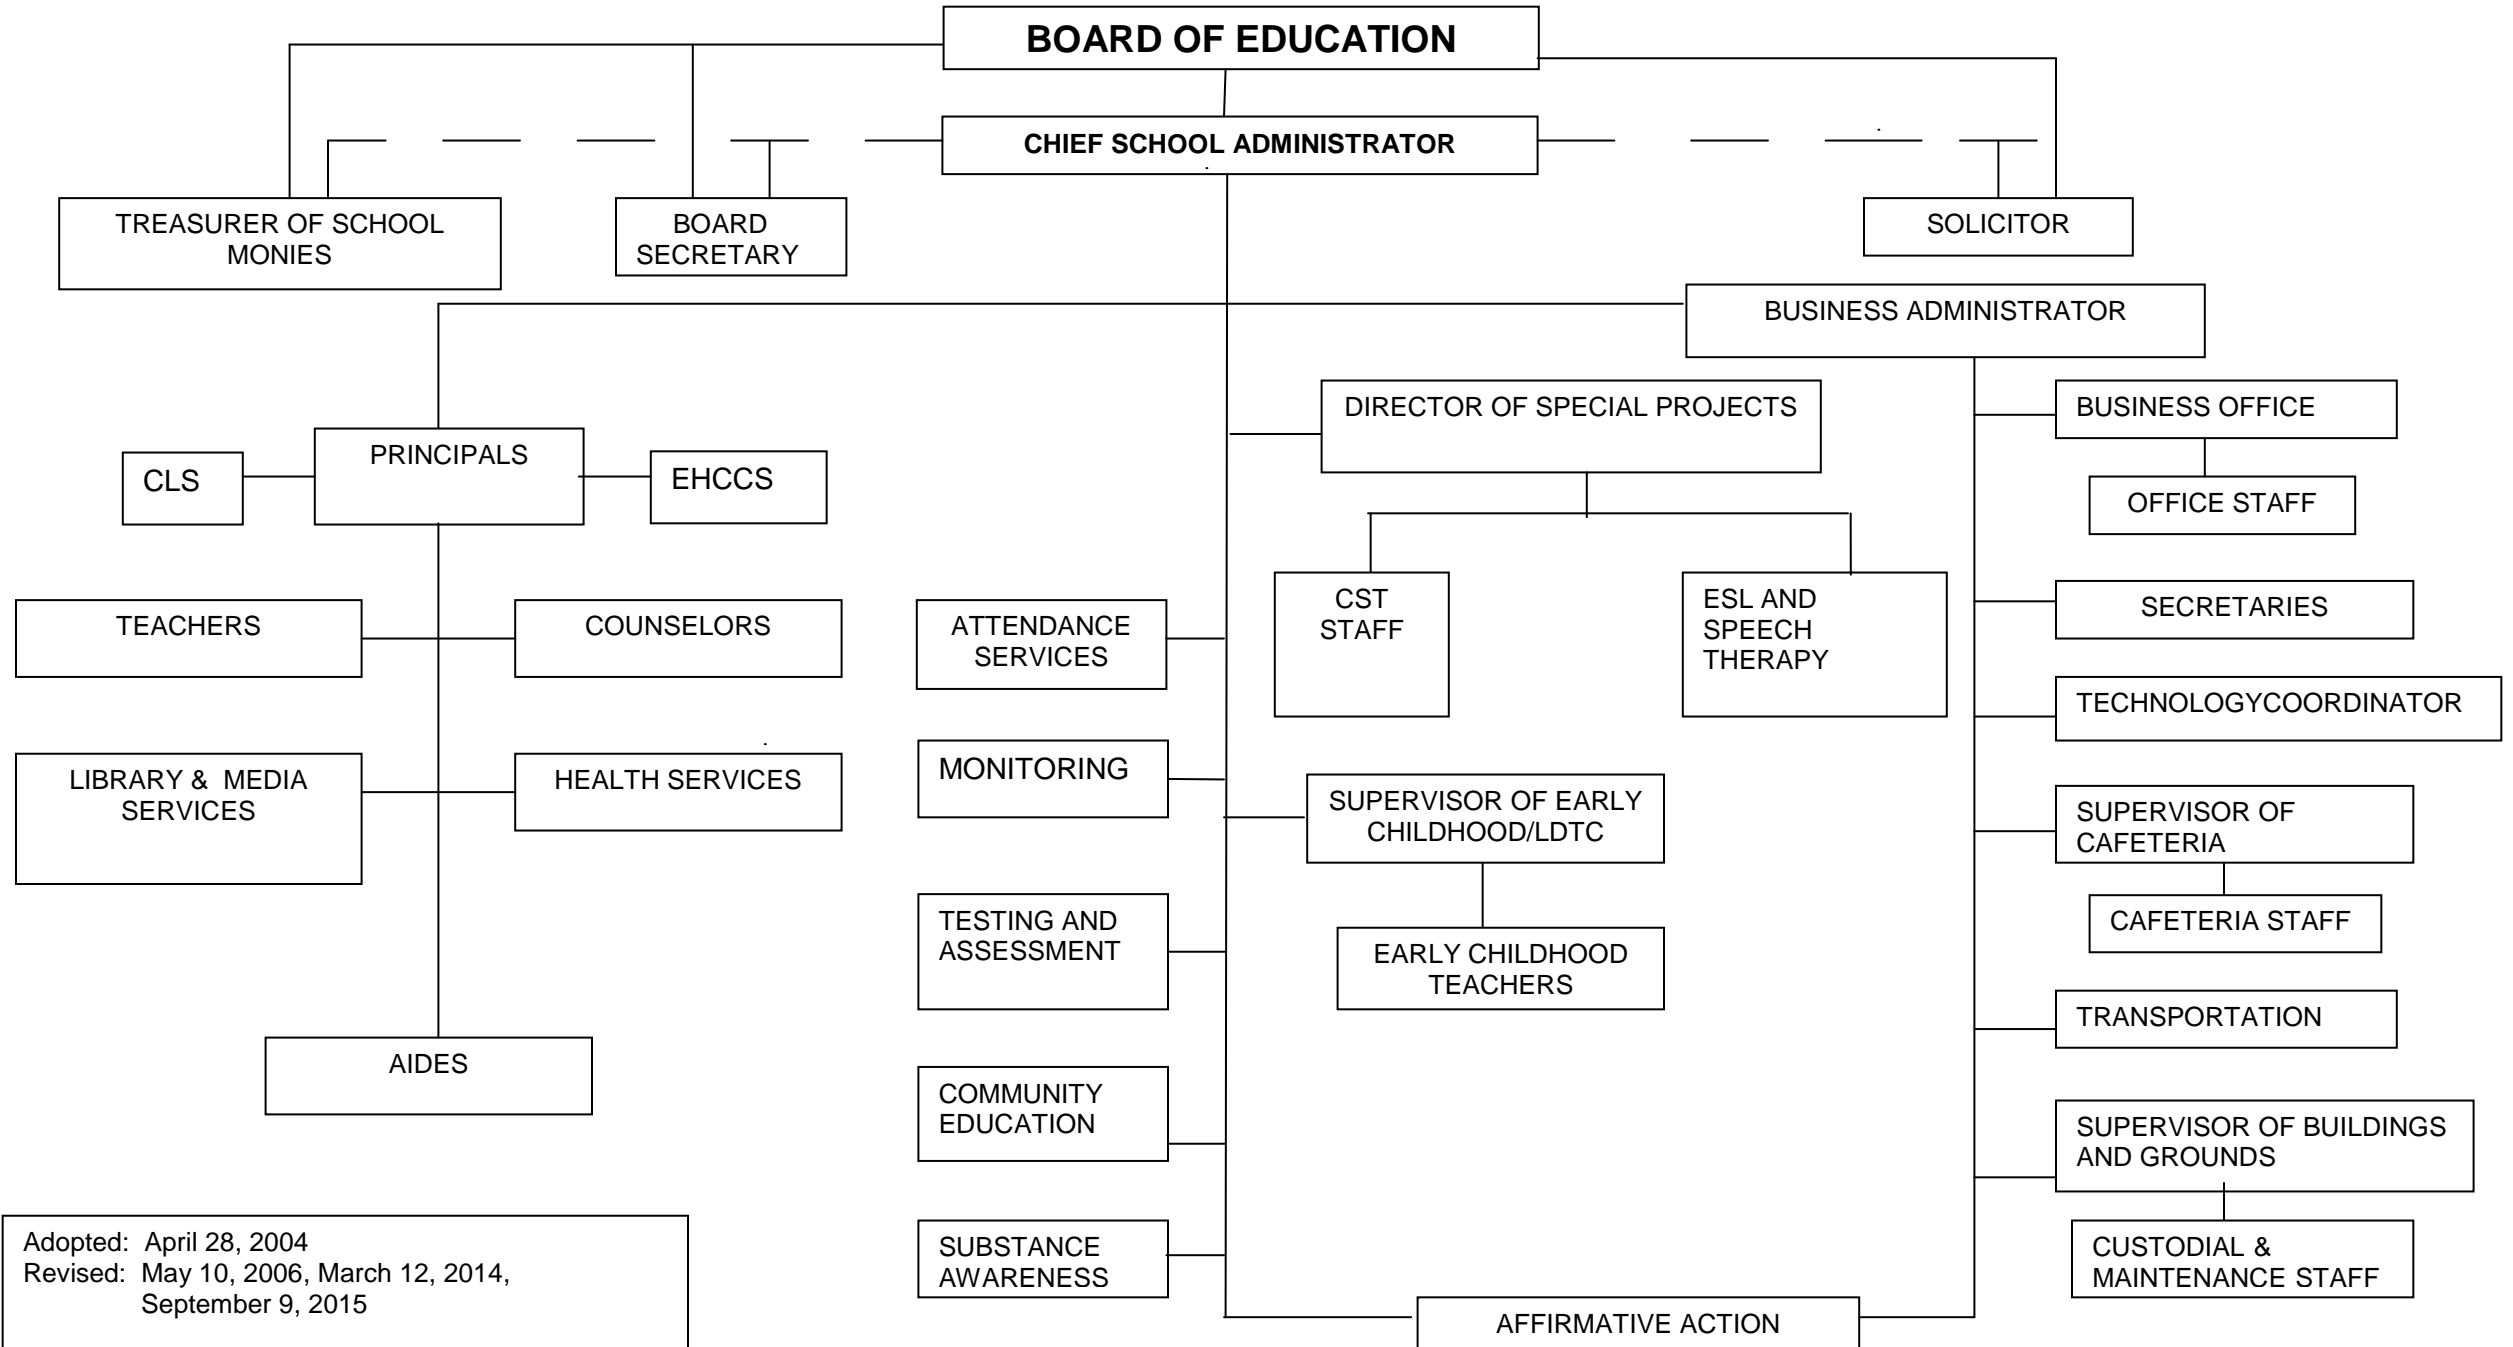 BOARD OF EDUCATION
CHIEF SCHOOL ADMINISTRATOR
TREASURER OF SCHOOL
MONIES
BOARD
SECRETARY
SOLICITOR
BUSINESS ADMINISTRATOR
DIRECTOR OF SPECIAL PROJECTS
BUSINESS OFFICE
PRINCIPALS
CLS
EHCCS
OFFICE STAFF
CST
STAFF
ESL AND
SPEECH
THERAPY
SECRETARIES
TEACHERS
COUNSELORS
ATTENDANCE
SERVICES
TECHNOLOGYCOORDINATOR
LIBRARY &  MEDIA
SERVICES
HEALTH SERVICES
MONITORING
SUPERVISOR OF EARLY
CHILDHOOD/LDTC
SUPERVISOR OF
CAFETERIA
TESTING AND
ASSESSMENT
EARLY CHILDHOOD
TEACHERS
CAFETERIA STAFF
TRANSPORTATION
AIDES
COMMUNITY
EDUCATION
SUPERVISOR OF BUILDINGS
AND GROUNDS
SUBSTANCE
AWARENESS
CUSTODIAL &
MAINTENANCE STAFF
Adopted:  April 28, 2004
Revised:  May 10, 2006, March 12, 2014,
September 9, 2015
AFFIRMATIVE ACTION